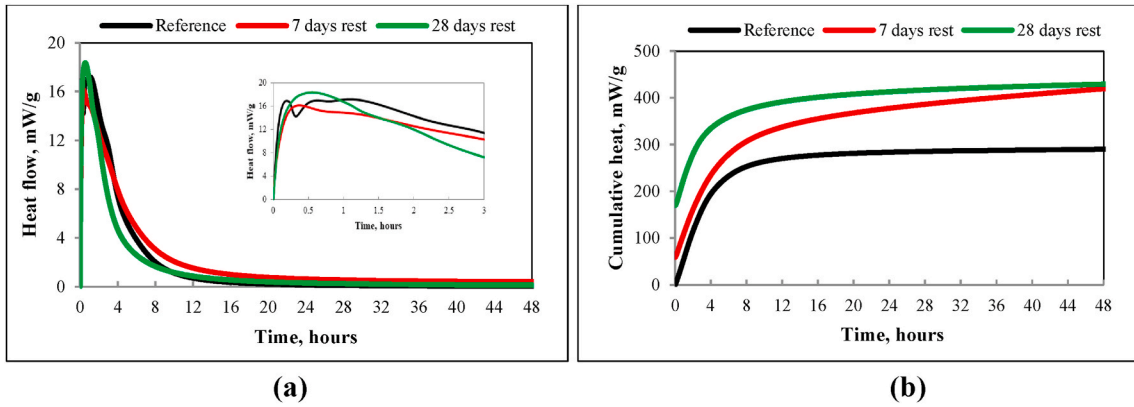 Reference 7 days rest 28 days rest
20
16
12
8
4
0
Heat flow, mW/g
20
16
12
8
4
0
Heat flow, mW/g
0 0.5 1 1.5 2 2.5 3
Time, hours
0 4 8 12 16 20 24 28 32 36 40 44 48
Time, hours
(a)
Reference 7 days rest 28 days rest
500
400
300
200
100
0
Cumulative heat, mW/g
0 4 8 12 16 20 24 28 32 36 40 44 48
Time, hours
(b)